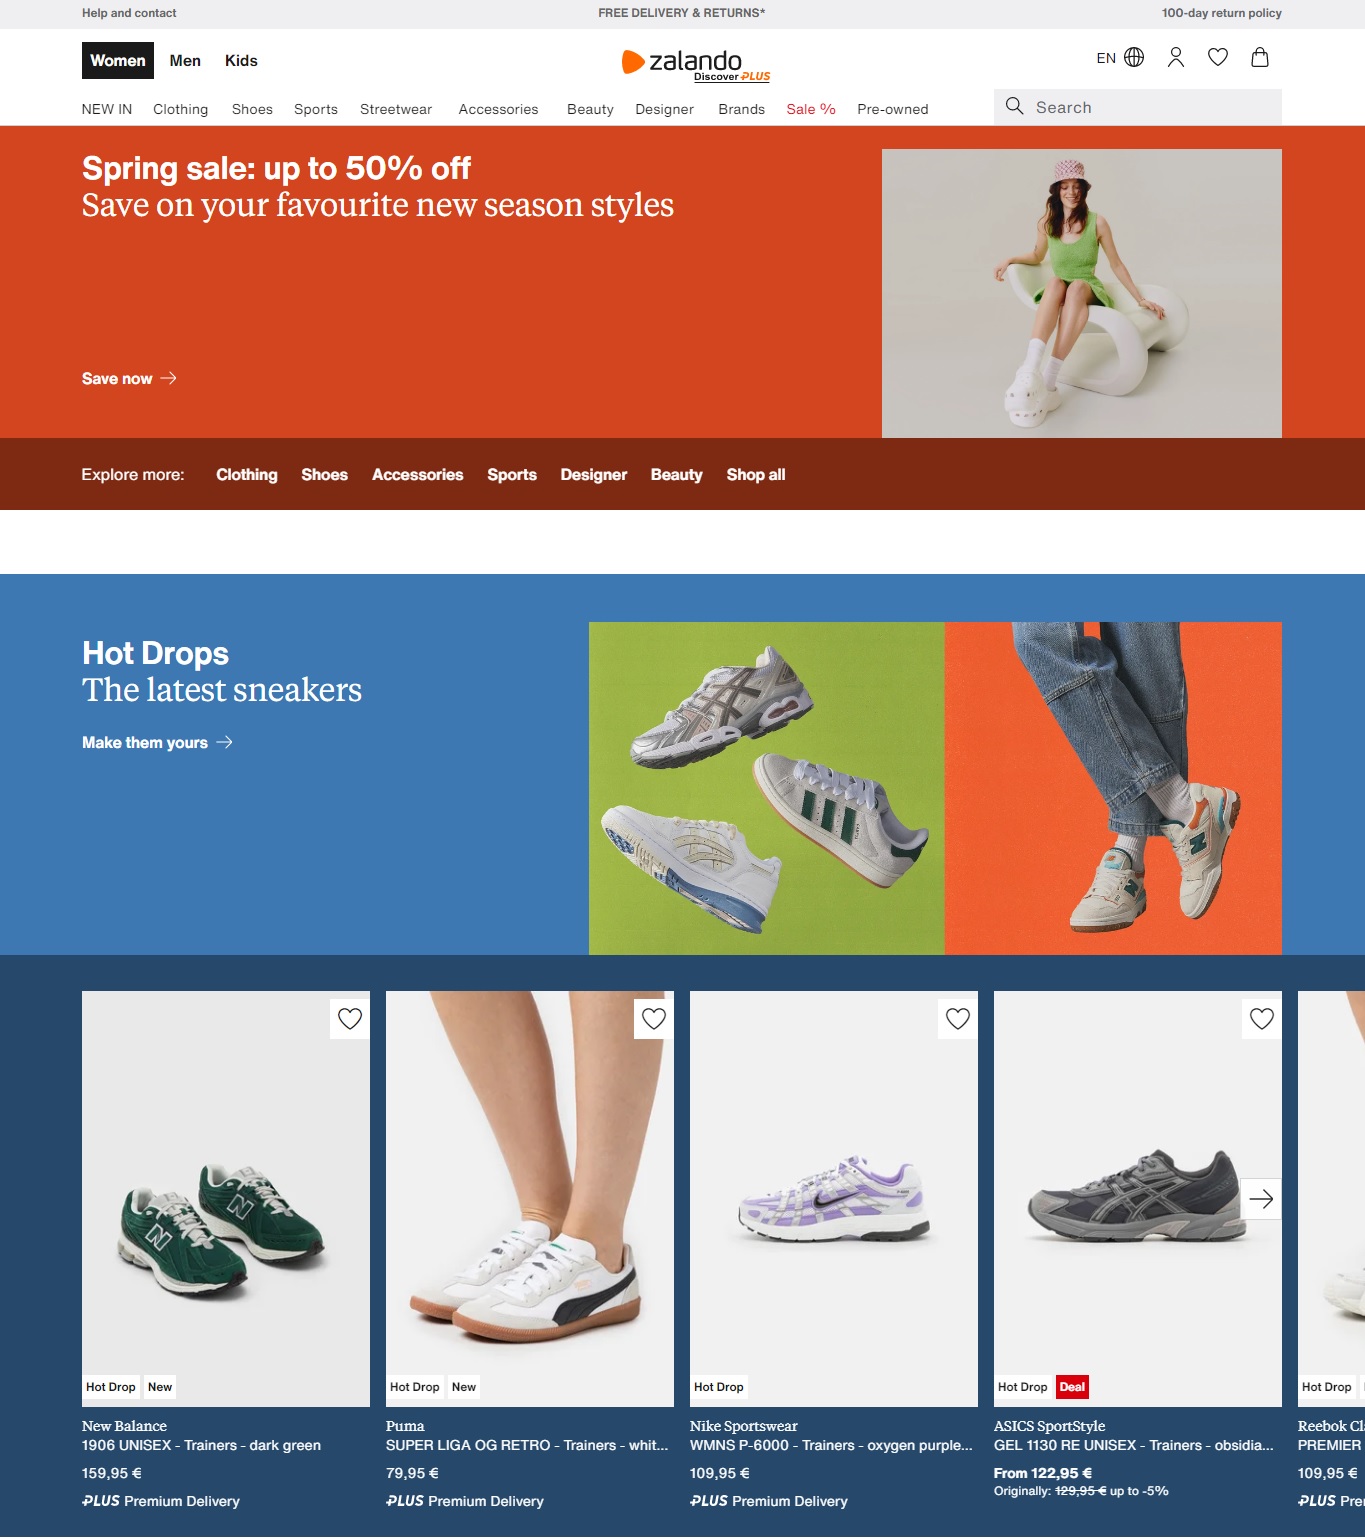 Help and contact
FREE DELIVERY & RETURNS*
100-day return policy
Women
Men
Kids
zalando
Discover PLUS
EN
NEW IN
Clothing
Shoes
Sports
Streetwear
Accessories
Beauty
Designer
Brands
Sale %
Pre-owned
Search
Spring sale: up to 50% off
Save on your favourite new season styles
Save now
Explore more:
Clothing
Shoes
Accessories
Sports
Designer
Beauty
Shop all
Hot Drops
The latest sneakers
Make them yours
Hot Drop
New
New Balance
1906 UNISEX - Trainers - dark green
159,95 €
PLUS Premium Delivery
Hot Drop
New
Puma
SUPER LIGA OG RETRO - Trainers - whit...
79,95 €
PLUS Premium Delivery
Hot Drop
Nike Sportswear
WMNS P-6000 - Trainers - oxygen purple...
109,95 €
PLUS Premium Delivery
Hot Drop
Deal
ASICS SportStyle
GEL 1130 RE UNISEX - Trainers - obsidia...
From 122,95 €
Originally: 129,95 € up to -5%
Hot Drop
Reebok Cl
PREMIER
109,95 €
PLUS Pre